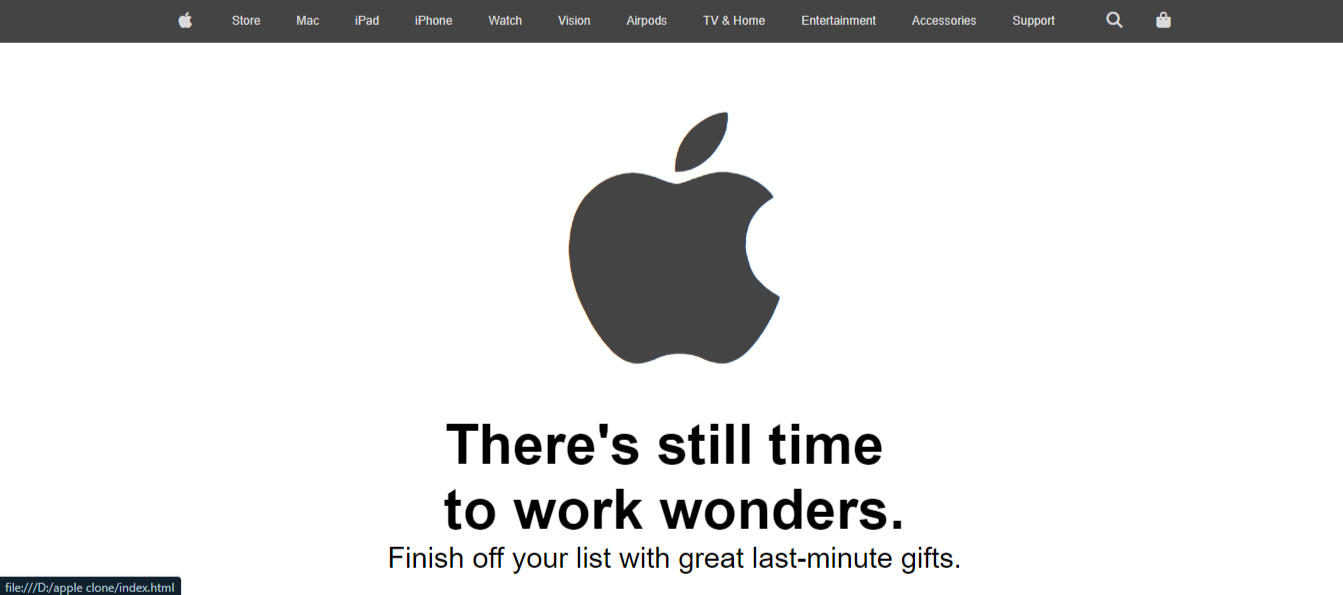 Store Mac iPad iPhone Watch Vision Airpods TV & Home Entertainment Accessories Support
There's still time
to work wonders.
Finish off your list with great last-minute gifts.
file:///D:/apple clone/index.html